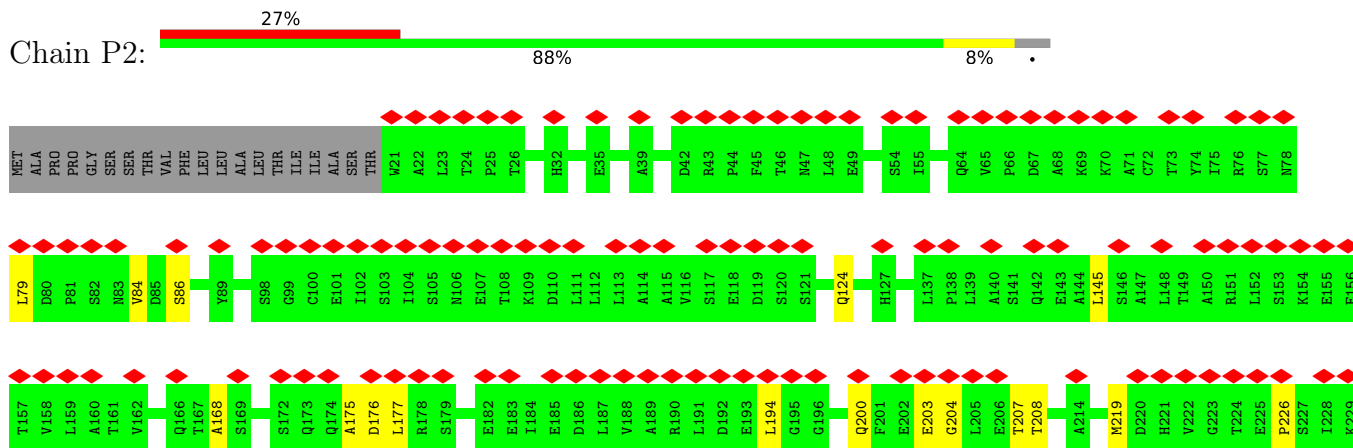 27%
Chain P2:
88% 8% •
MET ALA PRO PRO GLY SER SER THR VAL PHE LEU LEU ALA LEU THR ILE ILE ALA SER THR W21 A22 L23 T24 P25 T26 H32 E35 A39 D42 R43 P44 F45 T46 N47 L48 E49 S54 I55 Q64 V65 P66 D67 A68 K69 K70 A71 C72 T73 Y74 I75 R76 S77 N78
L79 D80 P81 S82 N83 V84 D85 S86 Y89 S98 G99 C100 E101 I102 S103 I104 S105 N106 E107 T108 K109 D110 L111 L112 L113 A114 A115 V116 S117 E118 D119 S120 S121 Q124 H127 L137 P138 L139 A140 S141 Q142 E143 A144 L145 S146 A147 L148 T149 A150 R151 L152 S153 K154 E155 E156
T157 V158 L159 A160 T161 V162 Q166 T167 A168 S169 S172 Q173 Q174 A175 D176 L177 R178 S179 E182 E183 I184 E185 D186 L187 V188 A189 R190 L191 D192 E193 L194 G195 G196 Q200 F201 E202 E203 G204 L205 E206 T207 T208 A214 M219 D220 H221 V222 G223 T224 E225 P226 S227 I228 K229